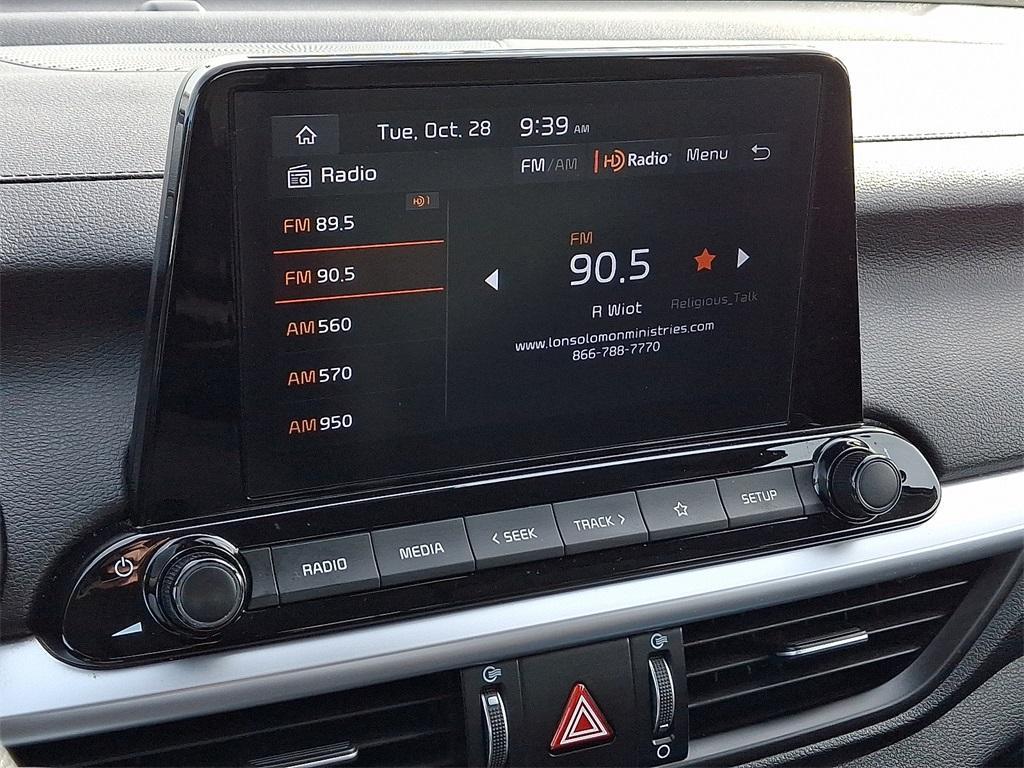 Tue, Oct. 28 9:39 AM
Radio
FM/AM HD Radio Menu
HD1
FM 89.5
FM 90.5
AM 560
AM 570
AM 950
FM
90.5
R Wiot Religious_Talk
www.lonsolomonministries.com
866-788-7770
RADIO MEDIA < SEEK TRACK > SETUP